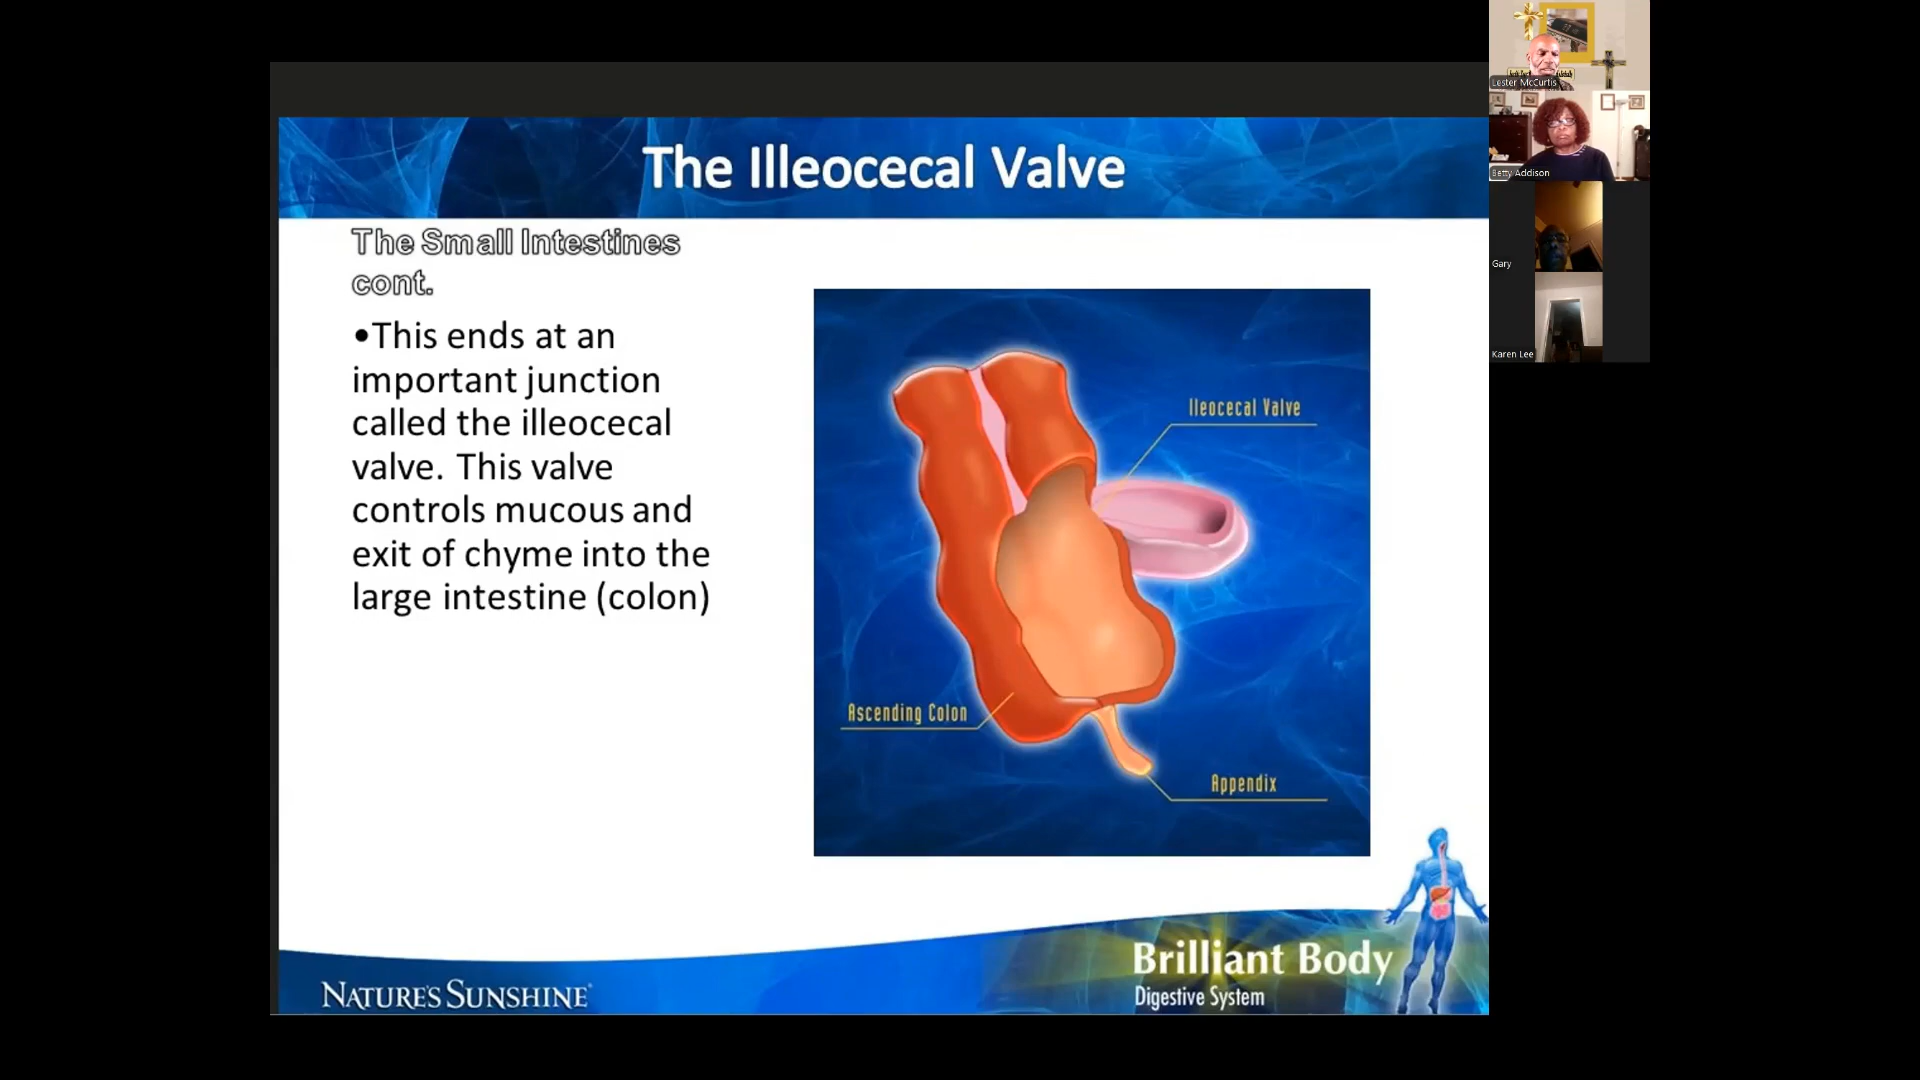 The Illeocecal Valve
The Small Intestines
cont.
•This ends at an
important junction
called the illeocecal
valve. This valve
controls mucous and
exit of chyme into the
large intestine (colon)
Ileocecal Valve
Ascending Colon
Appendix
Brilliant Body
Digestive System
NATURE'S SUNSHINE
Lester McCurtis
Betty Addison
Gary
Karen Lee